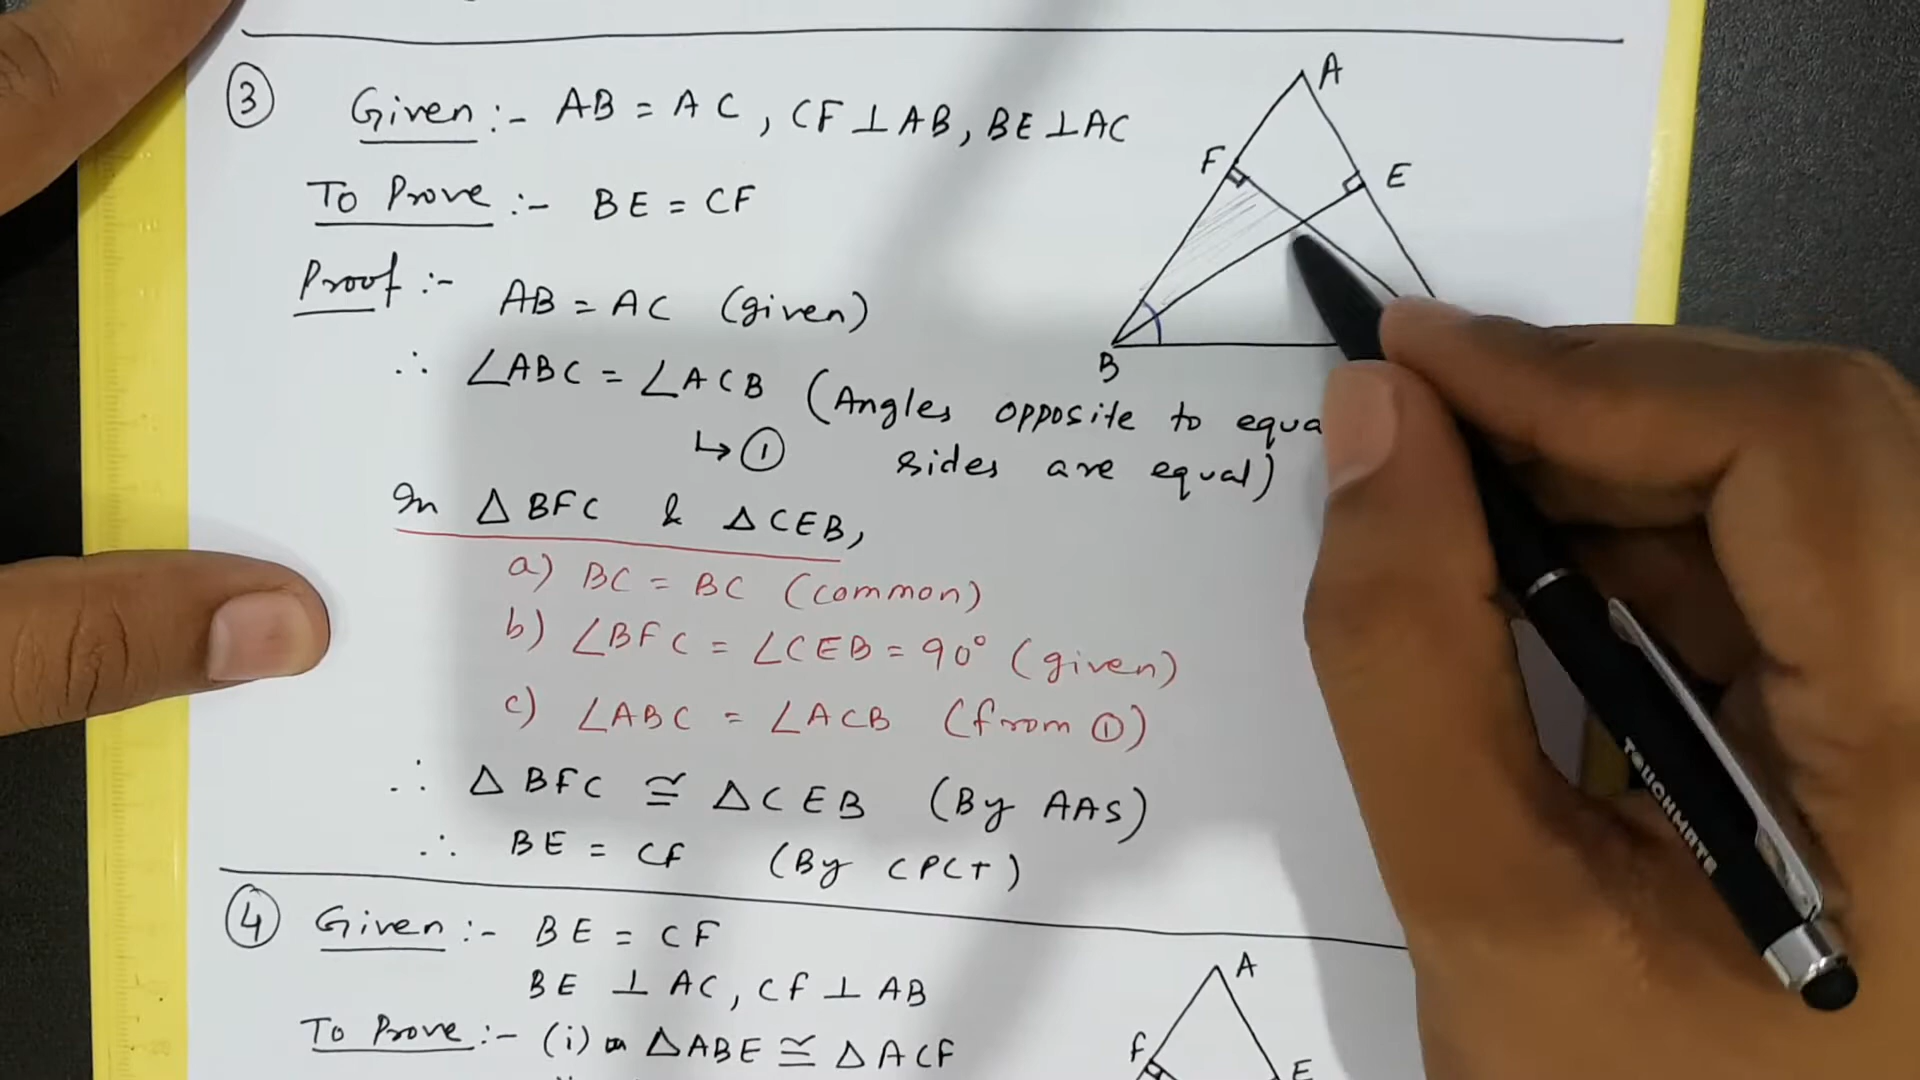 ③ Given :- AB = AC, CF ⊥ AB, BE ⊥ AC
To Prove :- BE = CF
Proof :- AB = AC (given)
∴ ∠ABC = ∠ACB (Angles opposite to equa
↳ ① sides are equal)
In △BFC & △CEB,
a) BC = BC (common)
b) ∠BFC = ∠CEB = 90° (given)
c) ∠ABC = ∠ACB (from ①)
∴ △BFC ≅ △CEB (By AAS)
∴ BE = CF (By CPCT)
A
F
E
B
④ Given :- BE = CF
BE ⊥ AC, CF ⊥ AB
To Prove :- (i) △ABE ≅ △ACF
A
F
E
TOUCHMATE